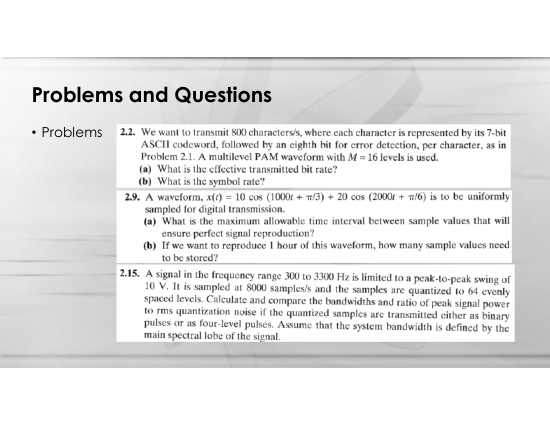 Problems and Questions
• Problems
2.2. We want to transmit 800 characters/s, where each character is represented by its 7-bit
ASCII codeword, followed by an eighth bit for error detection, per character, as in
Problem 2.1. A multilevel PAM waveform with M = 16 levels is used.
(a) What is the effective transmitted bit rate?
(b) What is the symbol rate?
2.9. A waveform, x(t) = 10 cos (1000t + π/3) + 20 cos (2000t + π/6) is to be uniformly
sampled for digital transmission.
(a) What is the maximum allowable time interval between sample values that will
ensure perfect signal reproduction?
(b) If we want to reproduce 1 hour of this waveform, how many sample values need
to be stored?
2.15. A signal in the frequency range 300 to 3300 Hz is limited to a peak-to-peak swing of
10 V. It is sampled at 8000 samples/s and the samples are quantized to 64 evenly
spaced levels. Calculate and compare the bandwidths and ratio of peak signal power
to rms quantization noise if the quantized samples are transmitted either as binary
pulses or as four-level pulses. Assume that the system bandwidth is defined by the
main spectral lobe of the signal.